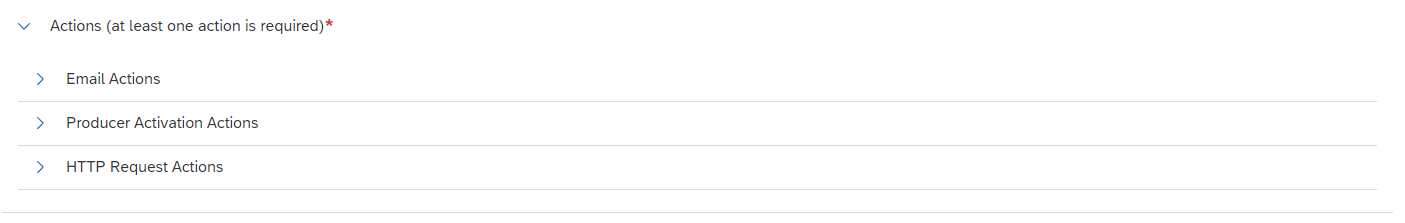 Actions (at least one action is required)*
Email Actions
Producer Activation Actions
HTTP Request Actions